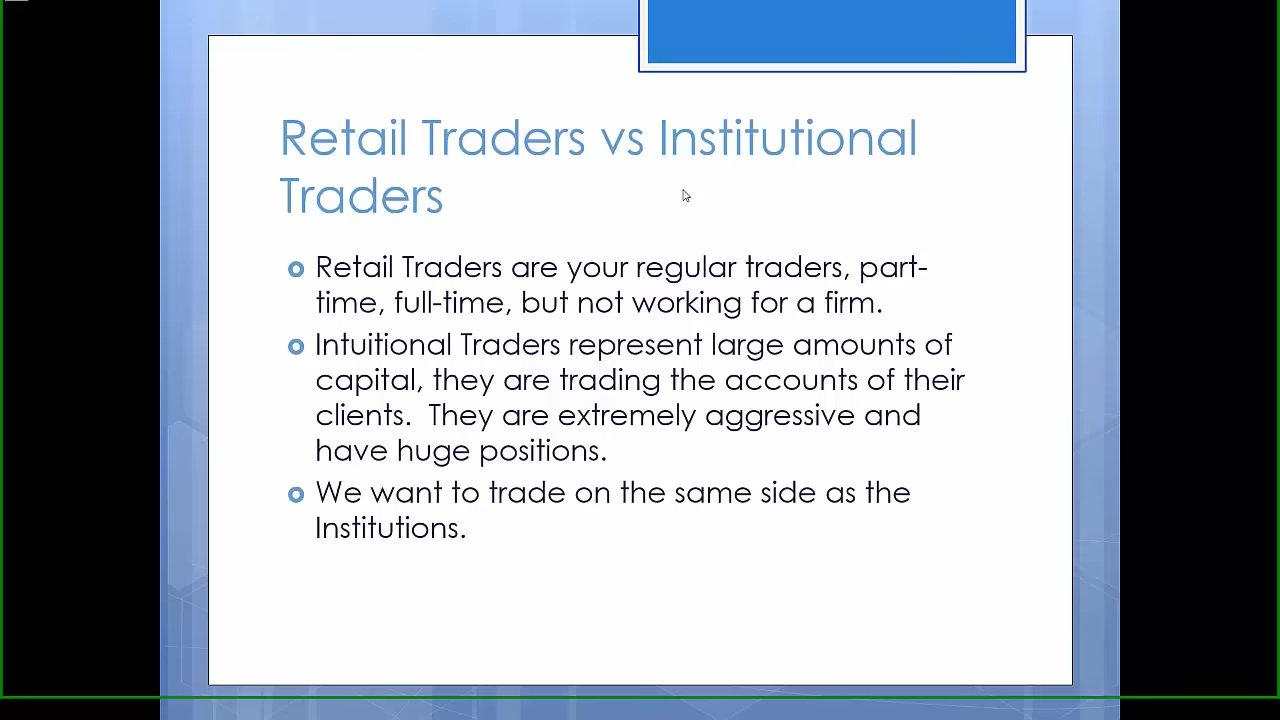 Retail Traders vs Institutional
Traders
Retail Traders are your regular traders, part-
time, full-time, but not working for a firm.
Intuitional Traders represent large amounts of
capital, they are trading the accounts of their
clients.  They are extremely aggressive and
have huge positions.
We want to trade on the same side as the
Institutions.